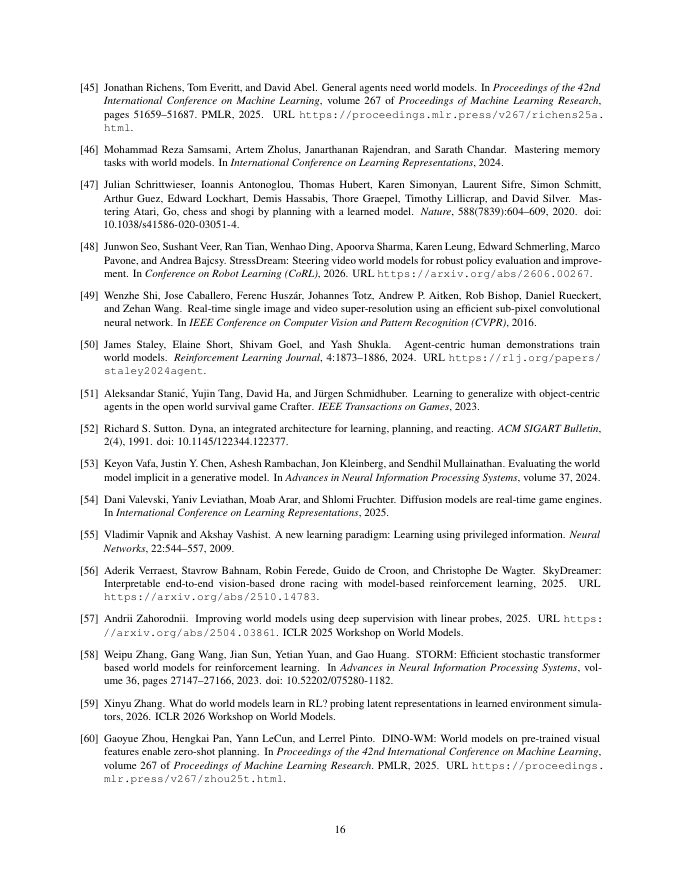 [45] Jonathan Richens, Tom Everitt, and David Abel. General agents need world models. In Proceedings of the 42nd
International Conference on Machine Learning, volume 267 of Proceedings of Machine Learning Research,
pages 51659–51687. PMLR, 2025. URL https://proceedings.mlr.press/v267/richens25a.
html.
[46] Mohammad Reza Samsami, Artem Zholus, Janarthanan Rajendran, and Sarath Chandar. Mastering memory
tasks with world models. In International Conference on Learning Representations, 2024.
[47] Julian Schrittwieser, Ioannis Antonoglou, Thomas Hubert, Karen Simonyan, Laurent Sifre, Simon Schmitt,
Arthur Guez, Edward Lockhart, Demis Hassabis, Thore Graepel, Timothy Lillicrap, and David Silver. Mas-
tering Atari, Go, chess and shogi by planning with a learned model. Nature, 588(7839):604–609, 2020. doi:
10.1038/s41586-020-03051-4.
[48] Junwon Seo, Sushant Veer, Ran Tian, Wenhao Ding, Apoorva Sharma, Karen Leung, Edward Schmerling, Marco
Pavone, and Andrea Bajcsy. StressDream: Steering video world models for robust policy evaluation and improve-
ment. In Conference on Robot Learning (CoRL), 2026. URL https://arxiv.org/abs/2606.00267.
[49] Wenzhe Shi, Jose Caballero, Ferenc Huszár, Johannes Totz, Andrew P. Aitken, Rob Bishop, Daniel Rueckert,
and Zehan Wang. Real-time single image and video super-resolution using an efficient sub-pixel convolutional
neural network. In IEEE Conference on Computer Vision and Pattern Recognition (CVPR), 2016.
[50] James Staley, Elaine Short, Shivam Goel, and Yash Shukla. Agent-centric human demonstrations train
world models. Reinforcement Learning Journal, 4:1873–1886, 2024. URL https://rlj.org/papers/
staley2024agent.
[51] Aleksandar Stanić, Yujin Tang, David Ha, and Jürgen Schmidhuber. Learning to generalize with object-centric
agents in the open world survival game Crafter. IEEE Transactions on Games, 2023.
[52] Richard S. Sutton. Dyna, an integrated architecture for learning, planning, and reacting. ACM SIGART Bulletin,
2(4), 1991. doi: 10.1145/122344.122377.
[53] Keyon Vafa, Justin Y. Chen, Ashesh Rambachan, Jon Kleinberg, and Sendhil Mullainathan. Evaluating the world
model implicit in a generative model. In Advances in Neural Information Processing Systems, volume 37, 2024.
[54] Dani Valevski, Yaniv Leviathan, Moab Arar, and Shlomi Fruchter. Diffusion models are real-time game engines.
In International Conference on Learning Representations, 2025.
[55] Vladimir Vapnik and Akshay Vashist. A new learning paradigm: Learning using privileged information. Neural
Networks, 22:544–557, 2009.
[56] Aderik Verraest, Stavrow Bahnam, Robin Ferede, Guido de Croon, and Christophe De Wagter. SkyDreamer:
Interpretable end-to-end vision-based drone racing with model-based reinforcement learning, 2025. URL
https://arxiv.org/abs/2510.14783.
[57] Andrii Zahorodnii. Improving world models using deep supervision with linear probes, 2025. URL https:
//arxiv.org/abs/2504.03861. ICLR 2025 Workshop on World Models.
[58] Weipu Zhang, Gang Wang, Jian Sun, Yetian Yuan, and Gao Huang. STORM: Efficient stochastic transformer
based world models for reinforcement learning. In Advances in Neural Information Processing Systems, vol-
ume 36, pages 27147–27166, 2023. doi: 10.52202/075280-1182.
[59] Xinyu Zhang. What do world models learn in RL? probing latent representations in learned environment simula-
tors, 2026. ICLR 2026 Workshop on World Models.
[60] Gaoyue Zhou, Hengkai Pan, Yann LeCun, and Lerrel Pinto. DINO-WM: World models on pre-trained visual
features enable zero-shot planning. In Proceedings of the 42nd International Conference on Machine Learning,
volume 267 of Proceedings of Machine Learning Research. PMLR, 2025. URL https://proceedings.
mlr.press/v267/zhou25t.html.
16